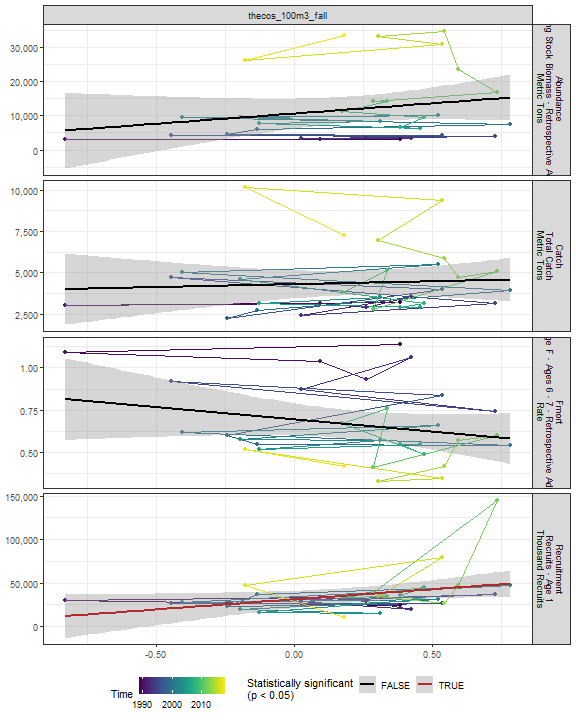 thecos_100m3_fall
30,000
20,000
10,000
0
Abundance
Stock Biomass - Retrospective
Metric Tons
10,000
7,500
5,000
2,500
Catch
Total Catch
Metric Tons
1.00
0.75
0.50
Fmort
F - Ages 6 - 7 - Retrospective
Rate
150,000
100,000
50,000
0
Recruitment
Recruits - Age 1
Thousand Recruits
-0.50
0.00
0.50
Time
1990 2000 2010
Statistically significant
(p < 0.05)
FALSE
TRUE